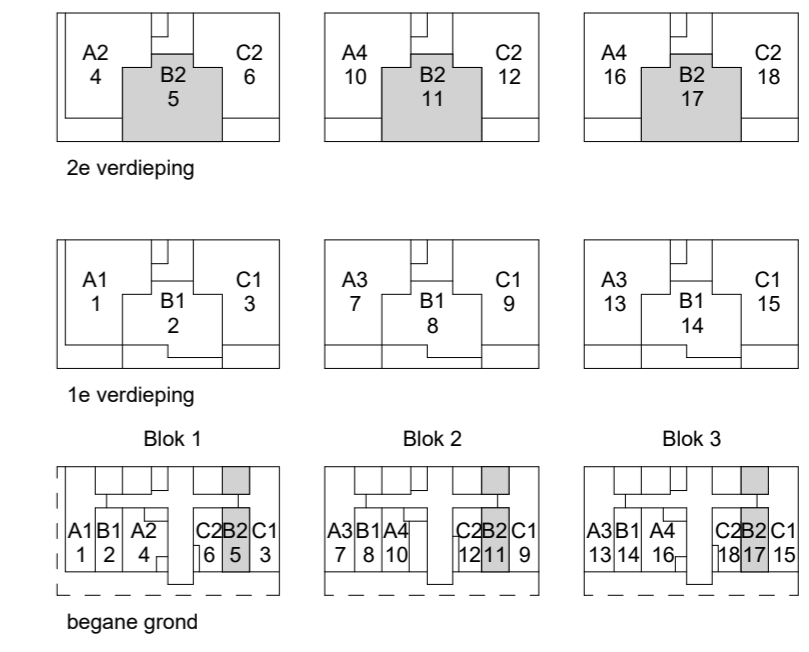 A2 C2 A4 C2 A4 C2
4 B2 6 10 B2 12 16 B2 18
5 11 17
2e verdieping
A1 C1 A3 C1 A3 C1
1 B1 3 7 B1 9 13 B1 15
2 8 14
1e verdieping
Blok 1 Blok 2 Blok 3
A1 B1 A2 C2 B2 C1 A3 B1 A4 C2 B2 C1 A3 B1 A4 C2 B2 C1
1 2 4 6 5 3 7 8 10 12 11 9 13 14 16 18 17 15
begane grond